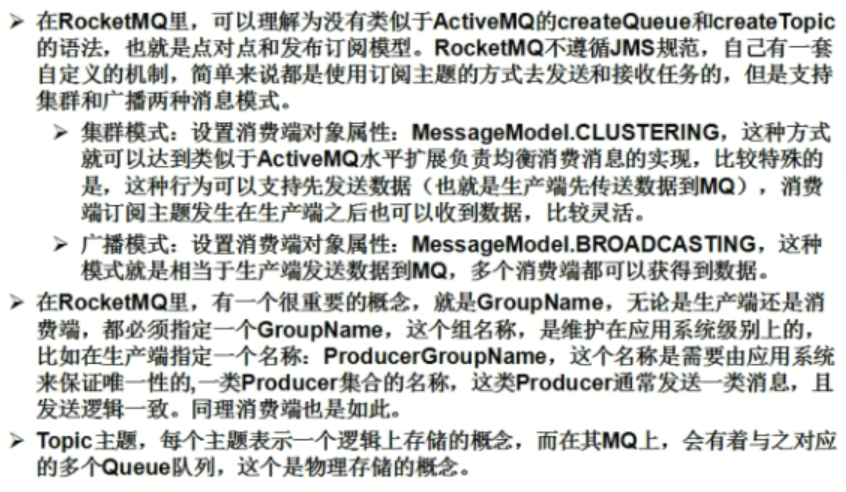 ➤ 在RocketMQ里，可以理解为没有类似于ActiveMQ的createQueue和createTopic
的语法，也就是点对点和发布订阅模型。RocketMQ不遵循JMS规范，自己有一套
自定义的机制，简单来说都是使用订阅主题的方式去发送和接收任务的，但是支持
集群和广播两种消息模式。
➤ 集群模式：设置消费端对象属性：MessageModel.CLUSTERING，这种方式
就可以达到类似于ActiveMQ水平扩展负责均衡消费消息的实现，比较特殊的
是，这种行为可以支持先发送数据（也就是生产端先传送数据到MQ），消费
端订阅主题发生在生产端之后也可以收到数据，比较灵活。
➤ 广播模式：设置消费端对象属性：MessageModel.BROADCASTING，这种
模式就是相当于生产端发送数据到MQ，多个消费端都可以获得到数据。
➤ 在RocketMQ里，有一个很重要的概念，就是GroupName，无论是生产端还是消
费端，都必须指定一个GroupName，这个组名称，是维护在应用系统级别上的，
比如在生产端指定一个名称：ProducerGroupName，这个名称是需要由应用系统
来保证唯一性的,一类Producer集合的名称，这类Producer通常发送一类消息，且
发送逻辑一致。同理消费端也是如此。
➤ Topic主题，每个主题表示一个逻辑上存储的概念，而在其MQ上，会有着与之对应
的多个Queue队列，这个是物理存储的概念。